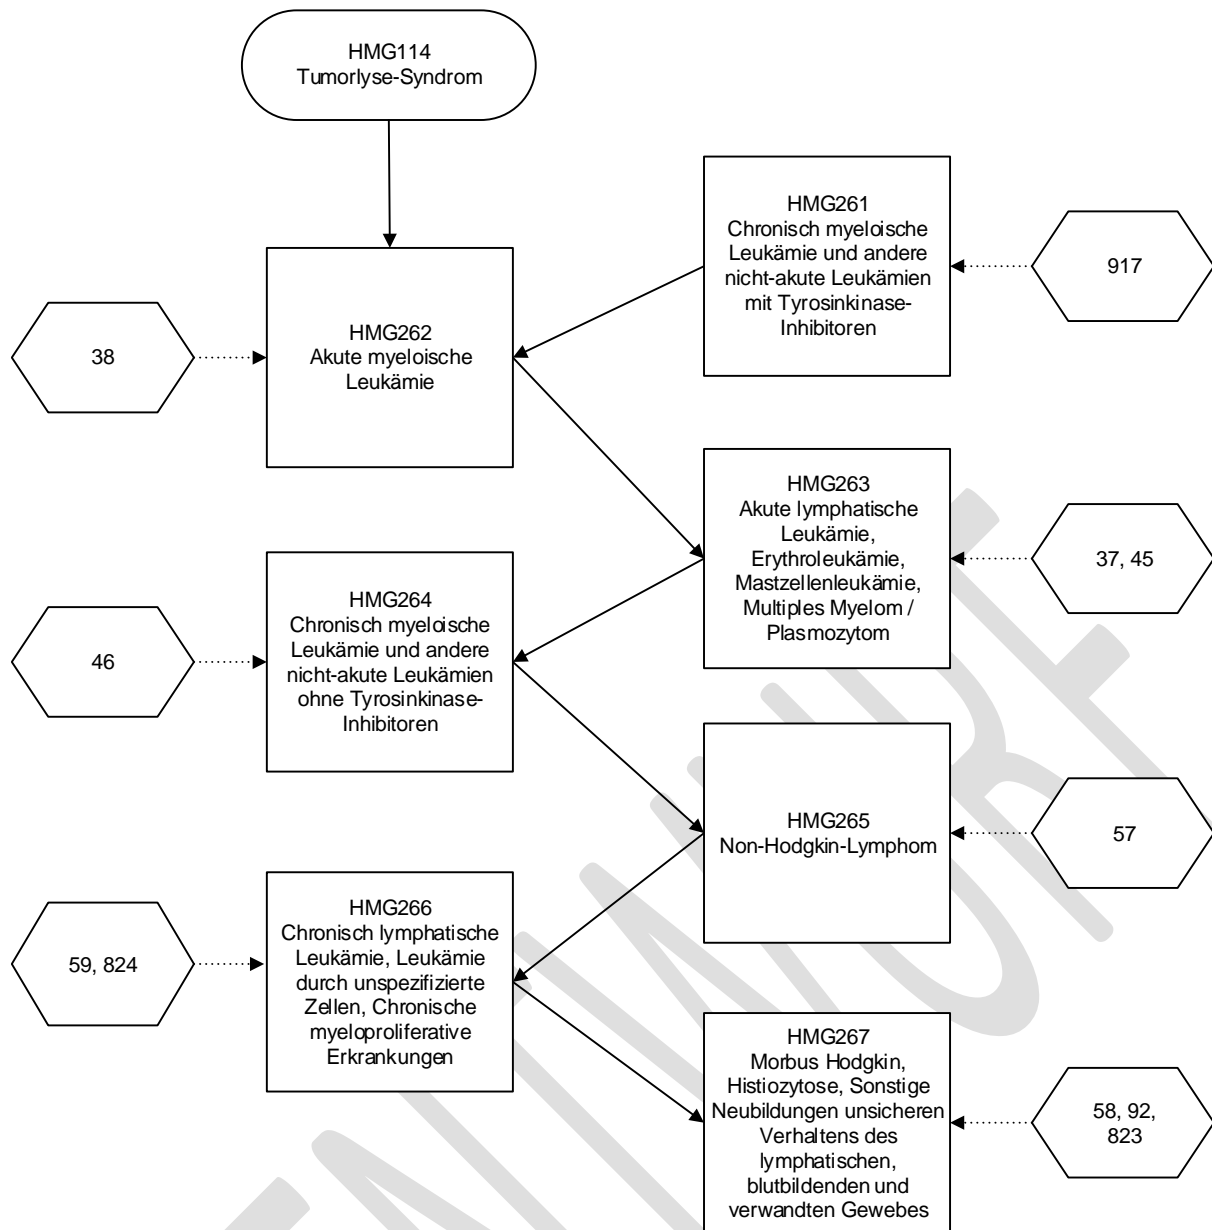 HMG114
Tumorlyse-Syndrom
HMG261
Chronisch myeloische
Leukämie und andere
nicht-akute Leukämien
mit Tyrosinkinase-
Inhibitoren
917
38
HMG262
Akute myeloische
Leukämie
HMG263
Akute lymphatische
Leukämie,
Erythroleukämie,
Mastzellenleukämie,
Multiples Myelom /
Plasmozytom
37, 45
46
HMG264
Chronisch myeloische
Leukämie und andere
nicht-akute Leukämien
ohne Tyrosinkinase-
Inhibitoren
HMG265
Non-Hodgkin-Lymphom
57
59, 824
HMG266
Chronisch lymphatische
Leukämie, Leukämie
durch unspezifizierte
Zellen, Chronische
myeloproliferative
Erkrankungen
HMG267
Morbus Hodgkin,
Histiozytose, Sonstige
Neubildungen unsicheren
Verhaltens des
lymphatischen,
blutbildenden und
verwandten Gewebes
58, 92,
823